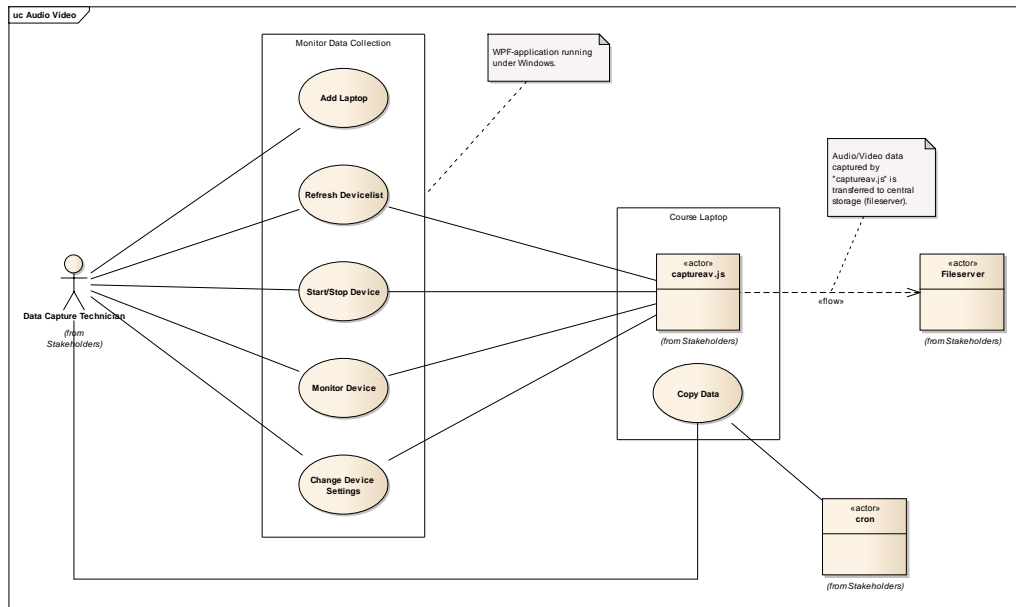 uc Audio Video
Monitor Data Collection
WPF-application running
under Windows.
Add Laptop
Refresh Devicelist
Start/Stop Device
Monitor Device
Change Device
Settings
Data Capture Technician
(from
Stakeholders)
Course Laptop
«actor»
captureav.js
(from Stakeholders)
Copy Data
Audio/Video data
captured by
"captureav.js" is
transferred to central
storage (fileserver).
«flow»
«actor»
Fileserver
(from Stakeholders)
«actor»
cron
(from Stakeholders)